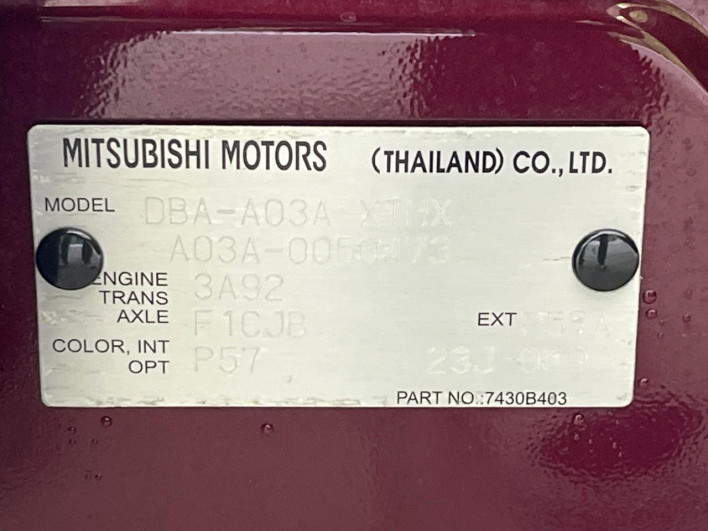 MITSUBISHI MOTORS (THAILAND) CO., LTD.
MODEL DBA-A03A
ENGINE 3A92
TRANS
AXLE F1CJB EXT
COLOR, INT
OPT P57
PART NO.:7430B403